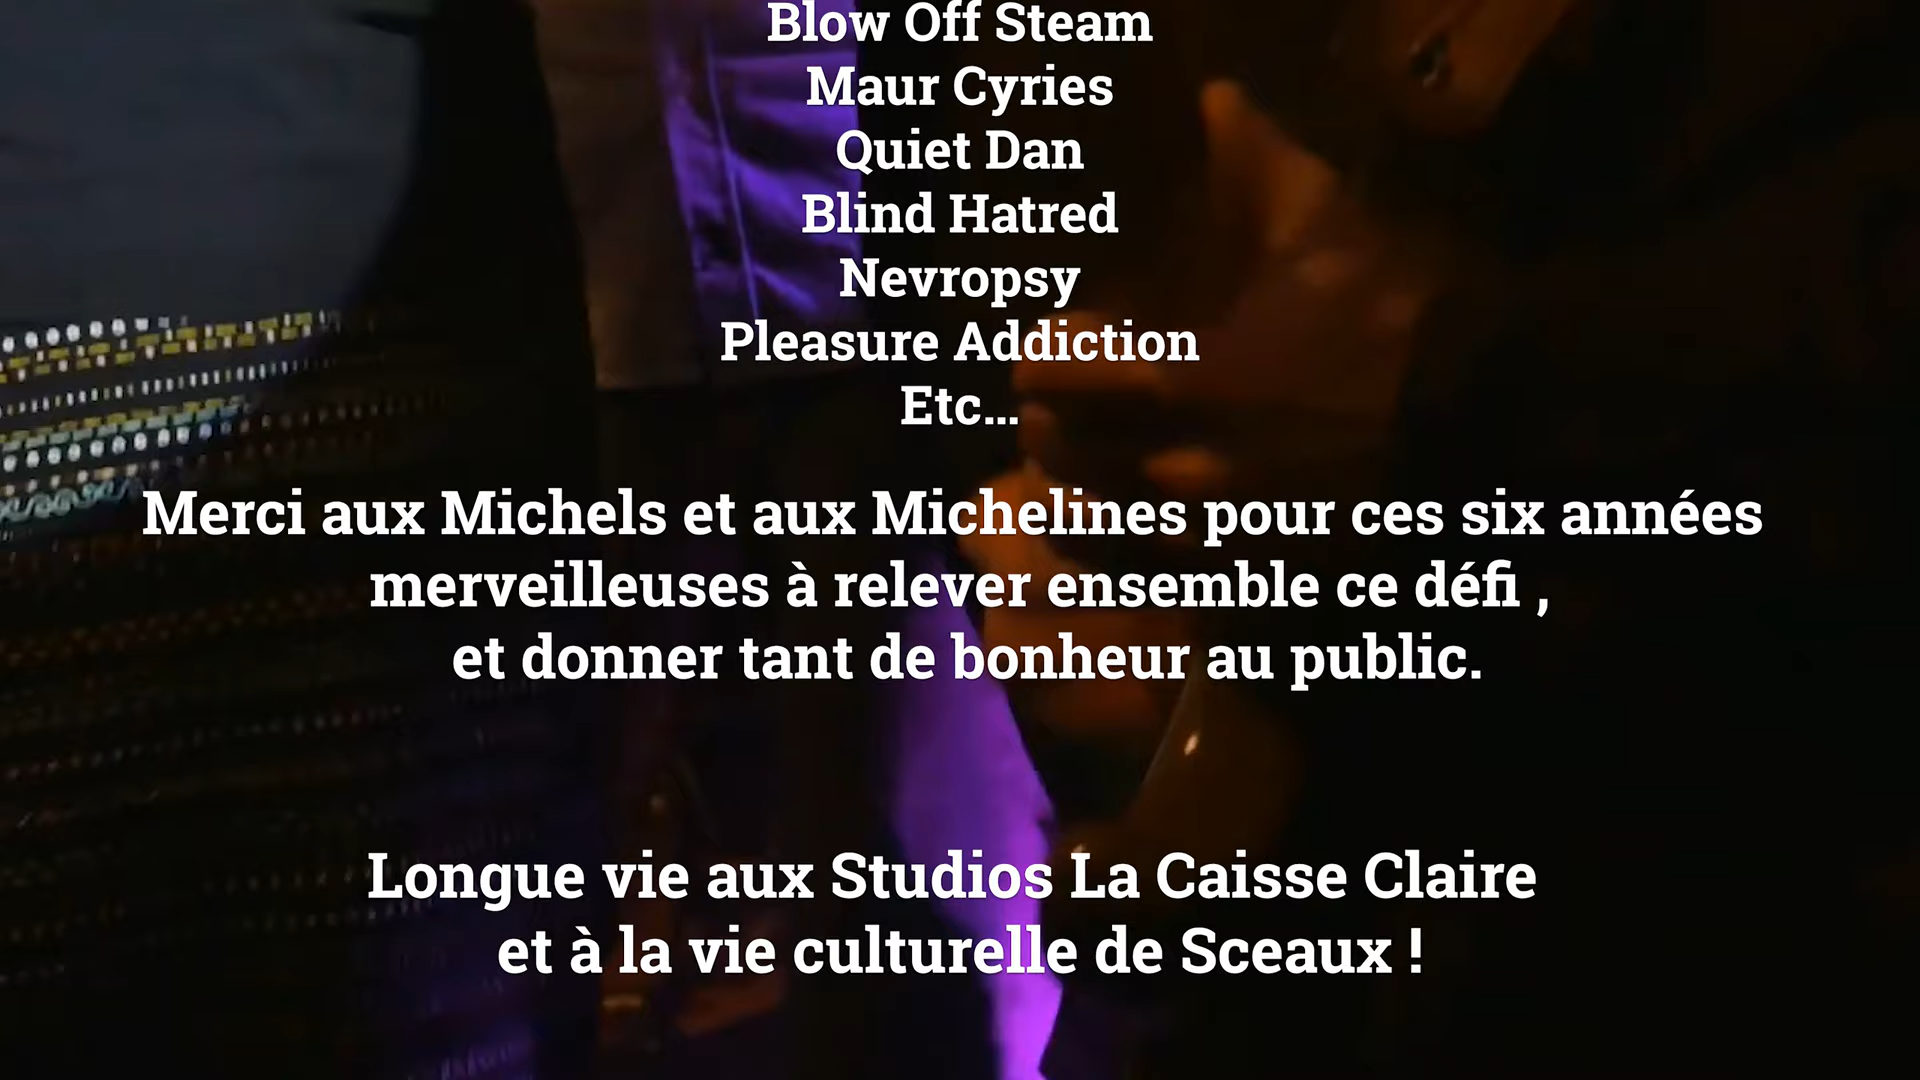 Blow Off Steam
Maur Cyries
Quiet Dan
Blind Hatred
Nevropsy
Pleasure Addiction
Etc...
Merci aux Michels et aux Michelines pour ces six années
merveilleuses à relever ensemble ce défi ,
et donner tant de bonheur au public.
Longue vie aux Studios La Caisse Claire
et à la vie culturelle de Sceaux !